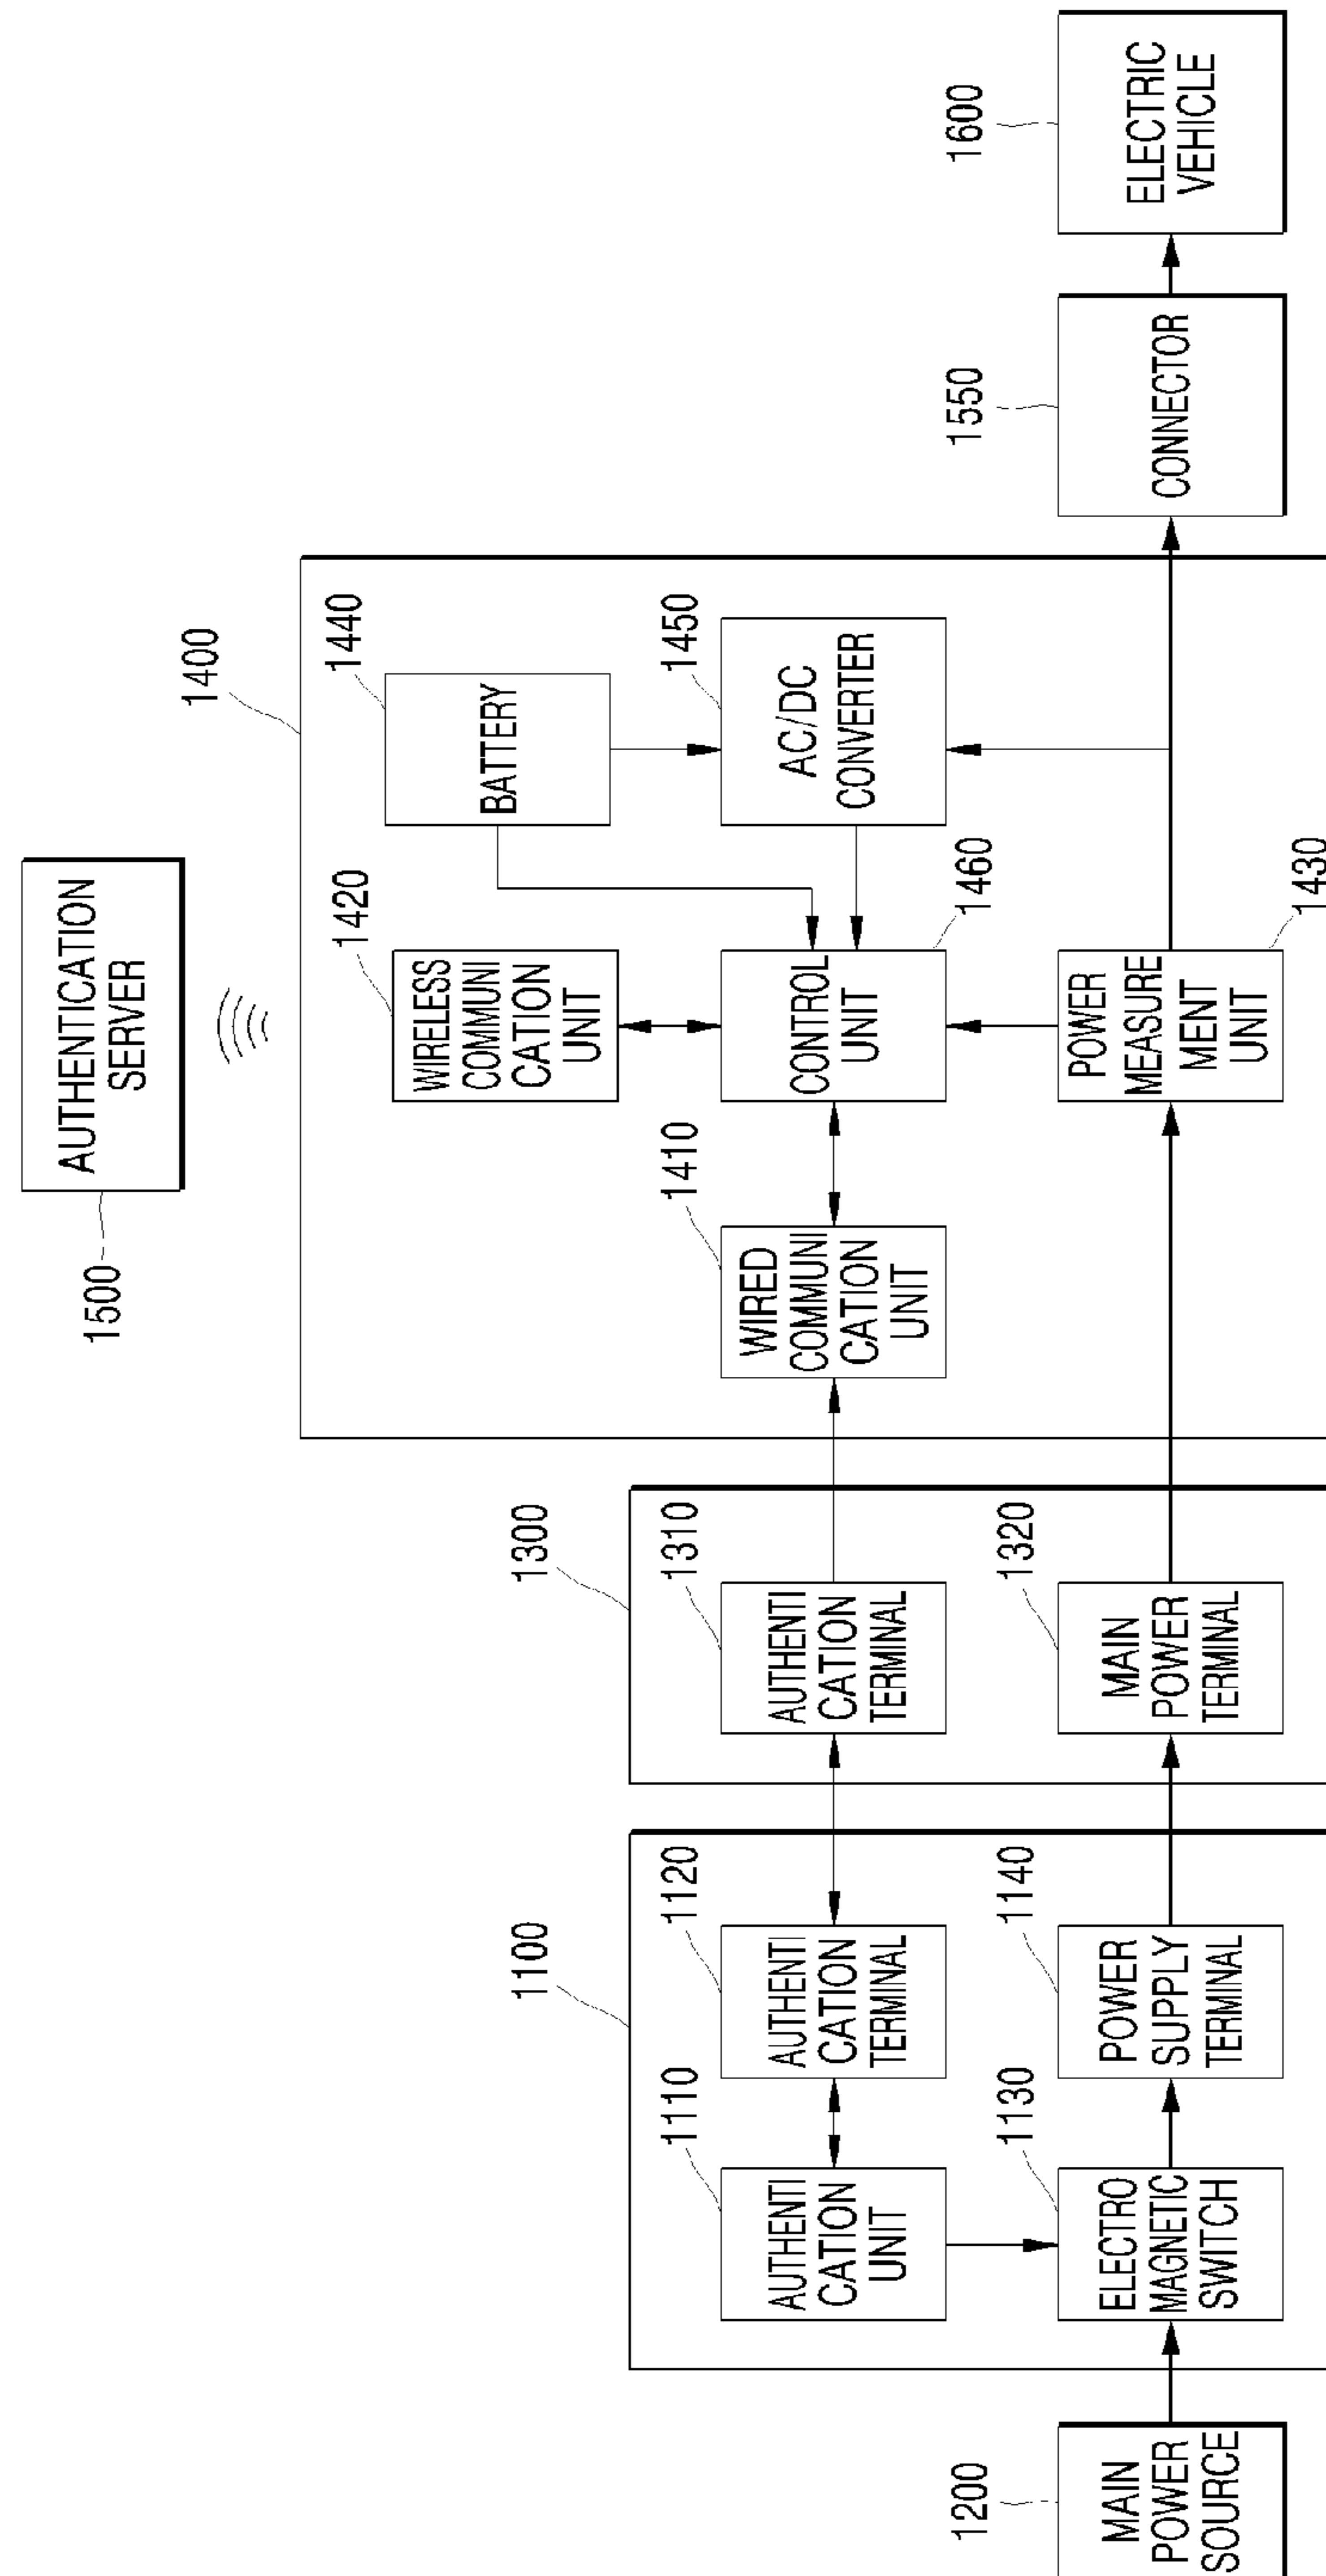 1500
AUTHENTICATION
SERVER
1400
1420
WIRELESS
COMMUNI
CATION
UNIT
1440
BATTERY
1100
1300
1110
AUTHENTI
CATION
UNIT
1120
AUTHENTI
CATION
TERMINAL
1310
AUTHENTI
CATION
TERMINAL
1410
WIRED
COMMUNI
CATION
UNIT
CONTROL
UNIT
1460
1450
AC/DC
CONVERTER
1200
MAIN
POWER
SOURCE
1130
ELECTRO
MAGNETIC
SWITCH
1140
POWER
SUPPLY
TERMINAL
1320
MAIN
POWER
TERMINAL
POWER
MEASURE
MENT
UNIT
1430
1550
CONNECTOR
1600
ELECTRIC
VEHICLE